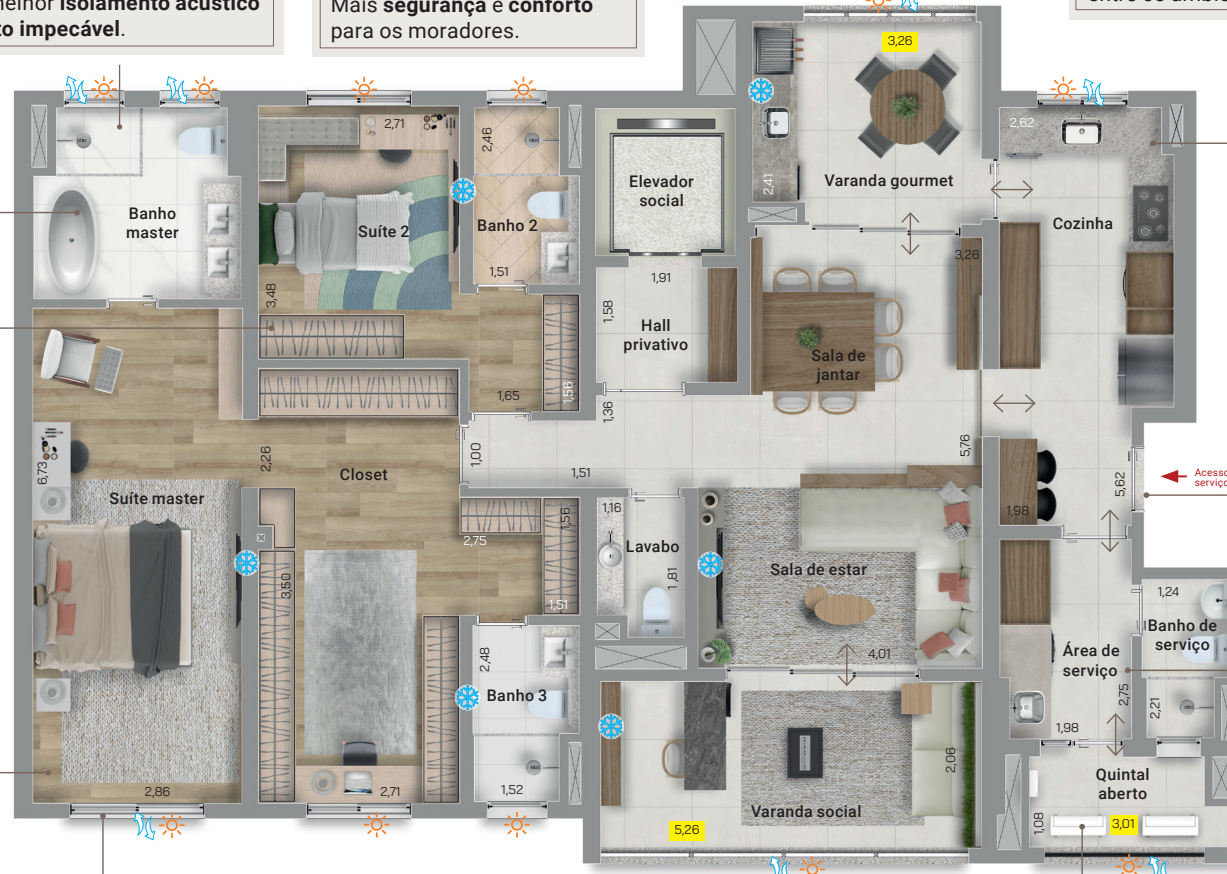 melhor isolamento acústico
to impecável.
Mais segurança e conforto
para os moradores.
entre os ambie
3,26
2,71
2,46
2,62
2,41
Elevador
social
Varanda gourmet
Banho
master
Suíte 2
Banho 2
Cozinha
1,51
3,48
1,91
1,58
3,26
Hall
privativo
Sala de
jantar
1,65
1,56
1,36
1,00
1,51
5,76
2,26
Closet
6,73
Suíte master
5,62
Acesso
serviço
1,98
1,16
1,56
2,75
Lavabo
1,81
Sala de estar
3,50
1,51
1,24
Banho de
serviço
Área de
serviço
2,48
4,01
Banho 3
2,75
2,21
1,98
2,06
Quintal
aberto
2,86
2,71
1,52
Varanda social
5,26
1,08
3,01